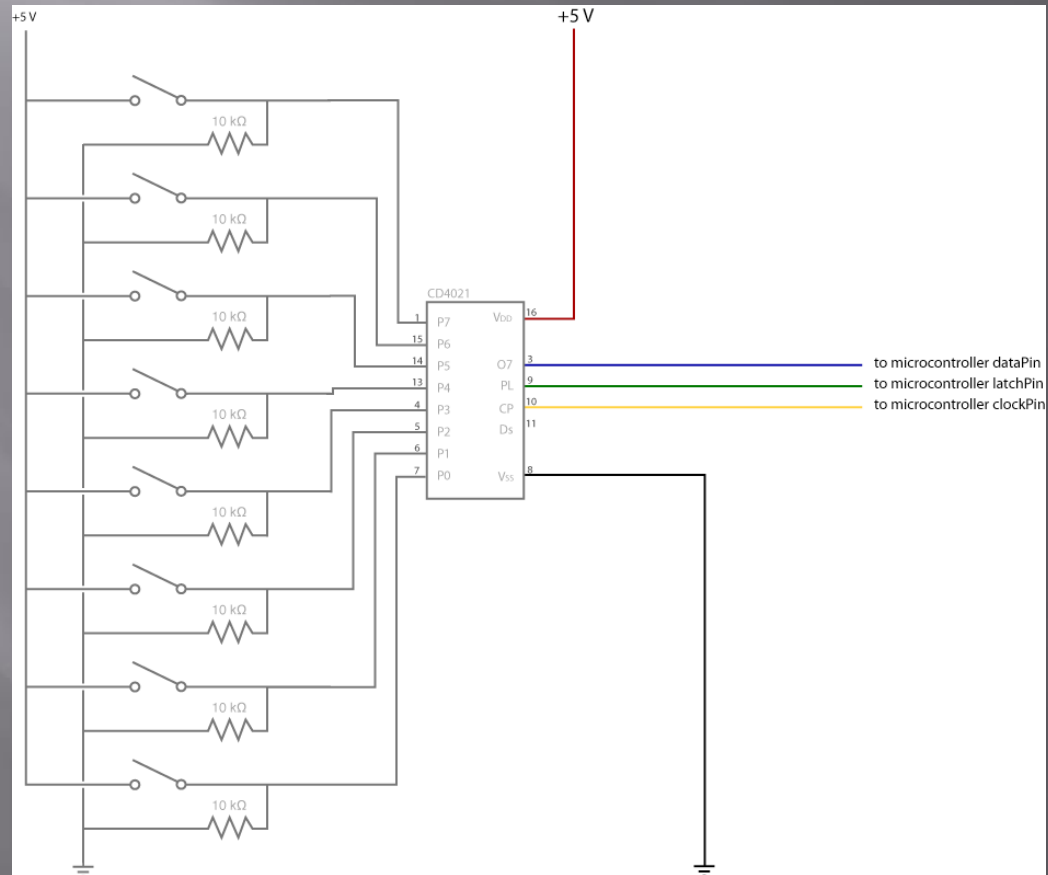 +5 V
+5 V
10 kΩ
10 kΩ
10 kΩ
10 kΩ
10 kΩ
10 kΩ
10 kΩ
10 kΩ
CD4021
1 P7 VDD 16
15 P6
14 P5 O7 3 to microcontroller dataPin
13 P4 PL 9 to microcontroller latchPin
4 P3 CP 10 to microcontroller clockPin
5 P2 Ds 11
6 P1
7 P0 Vss 8